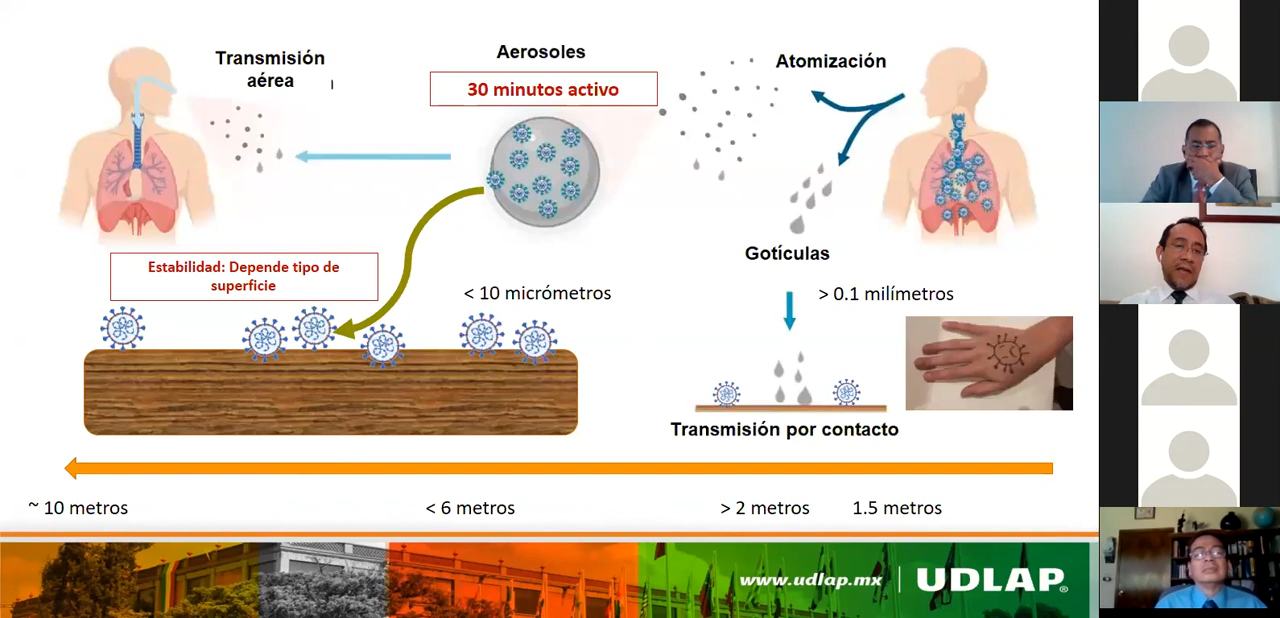 Transmisión
aérea
Aerosoles
30 minutos activo
Atomización
Gotículas
Estabilidad: Depende tipo de
superficie
< 10 micrómetros
> 0.1 milímetros
Transmisión por contacto
~ 10 metros
< 6 metros
> 2 metros
1.5 metros
www.udlap.mx
UDLAP®